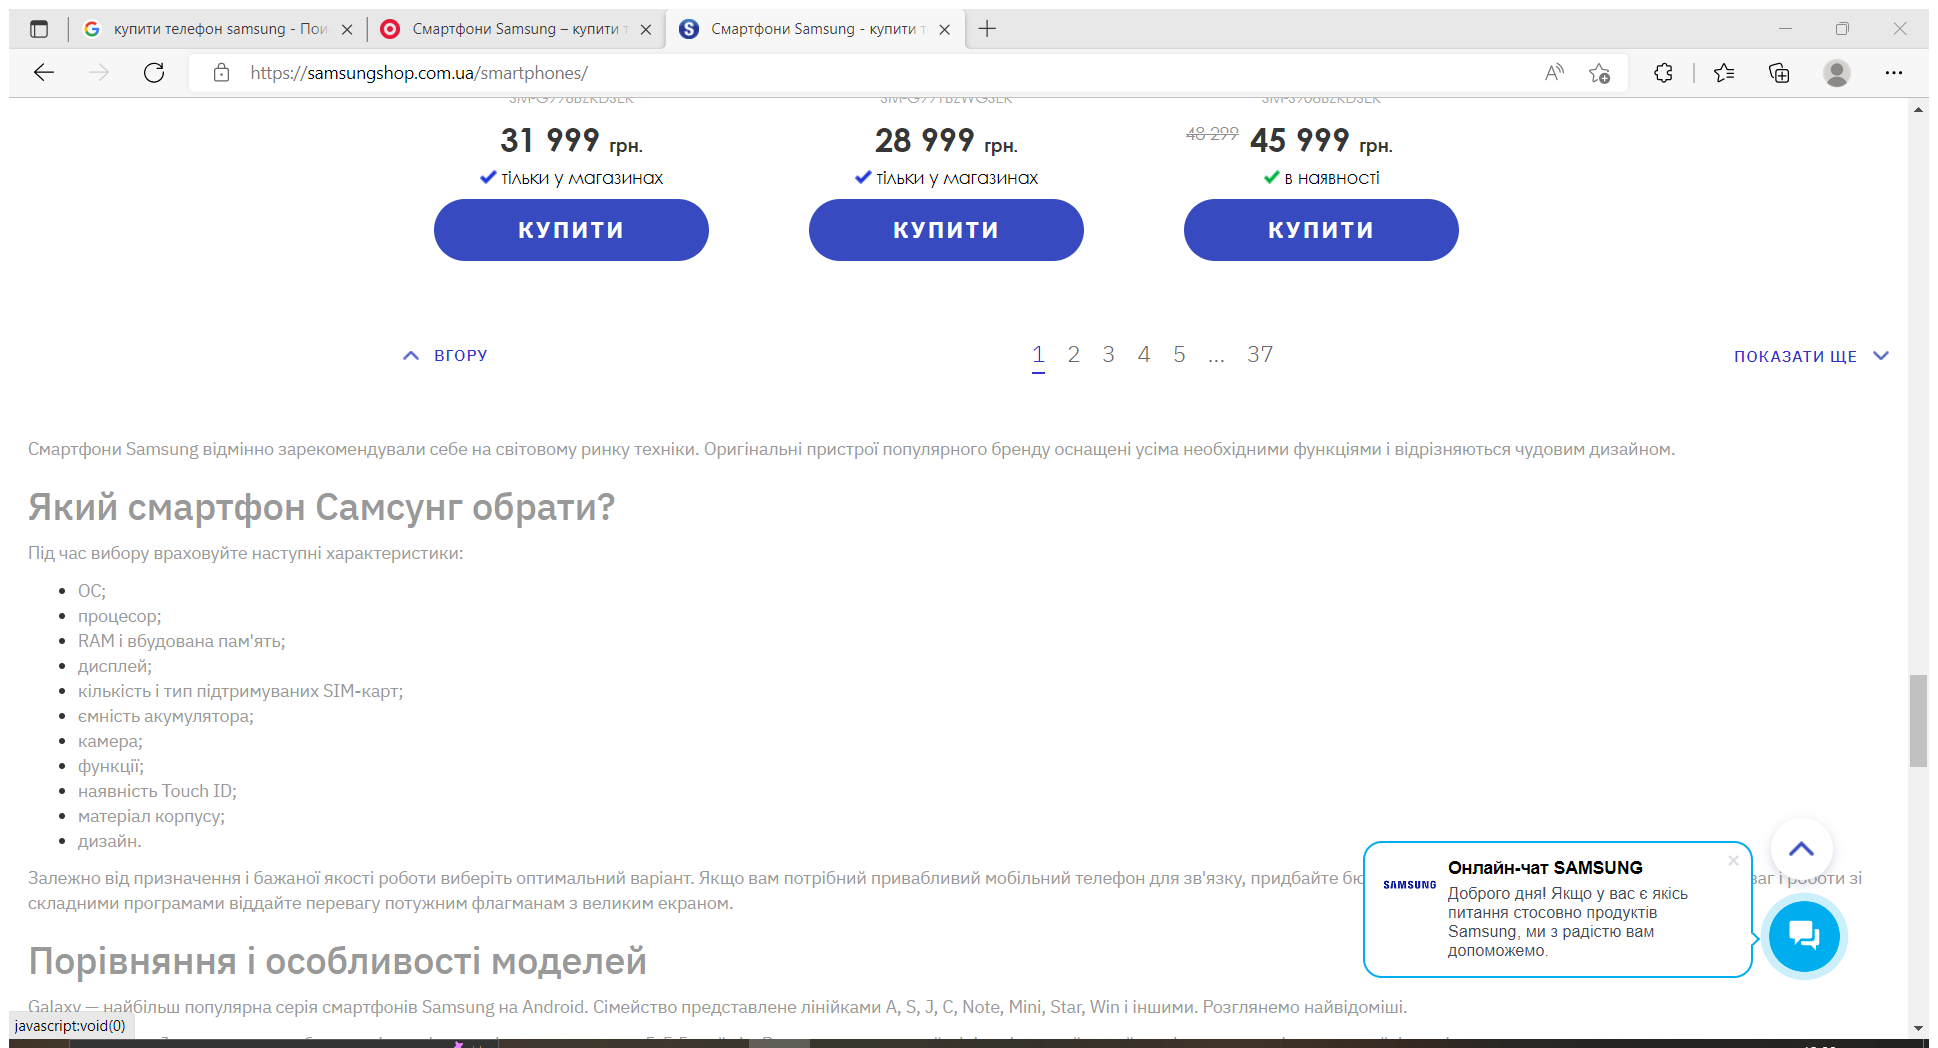 купити телефон samsung - Пои
Смартфони Samsung – купити т
Смартфони Samsung - купити т
https://samsungshop.com.ua/smartphones/
31 999 грн.
28 999 грн.
48 299 45 999 грн.
тільки у магазинах
тільки у магазинах
в наявності
КУПИТИ
КУПИТИ
КУПИТИ
ВГОРУ
1 2 3 4 5 ... 37
ПОКАЗАТИ ЩЕ
Смартфони Samsung відмінно зарекомендували себе на світовому ринку техніки. Оригінальні пристрої популярного бренду оснащені усіма необхідними функціями і відрізняються чудовим дизайном.
Який смартфон Самсунг обрати?
Під час вибору враховуйте наступні характеристики:
ОС;
процесор;
RAM і вбудована пам'ять;
дисплей;
кількість і тип підтримуваних SIM-карт;
ємність акумулятора;
камера;
функції;
наявність Touch ID;
матеріал корпусу;
дизайн.
Залежно від призначення і бажаної якості роботи виберіть оптимальний варіант. Якщо вам потрібний привабливий мобільний телефон для зв'язку, придбайте бю
ваг і роботи зі
складними програмами віддайте перевагу потужним флагманам з великим екраном.
Порівняння і особливості моделей
Galaxy — найбільш популярна серія смартфонів Samsung на Android. Сімейство представлене лінійками A, S, J, C, Note, Mini, Star, Win і іншими. Розглянемо найвідоміші.
SAMSUNG
Онлайн-чат SAMSUNG
Доброго дня! Якщо у вас є якісь
питання стосовно продуктів
Samsung, ми з радістю вам
допоможемо.
javascript:void(0)